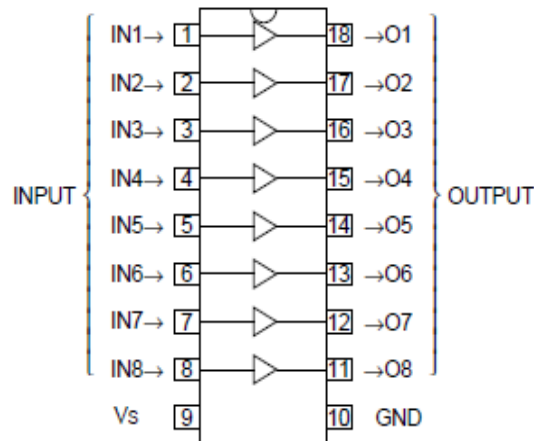 IN1→ 1 18 →O1
IN2→ 2 17 →O2
IN3→ 3 16 →O3
IN4→ 4 15 →O4
INPUT OUTPUT
IN5→ 5 14 →O5
IN6→ 6 13 →O6
IN7→ 7 12 →O7
IN8→ 8 11 →O8
Vs 9 10 GND